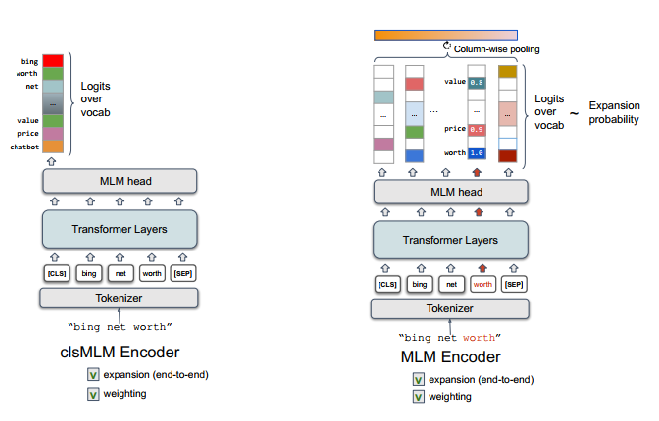 bing
worth
net
...
value
price
chatbot
Logits
over
vocab
MLM head
Transformer Layers
[CLS] bing net worth [SEP]
Tokenizer
“bing net worth”
clsMLM Encoder
v expansion (end-to-end)
v weighting
Column-wise pooling
value 0.8
... ... ... ... ...
price 0.9
worth 1.0
Logits
over
vocab
~ Expansion
probability
MLM head
Transformer Layers
[CLS] bing net worth [SEP]
Tokenizer
“bing net worth”
MLM Encoder
v expansion (end-to-end)
v weighting